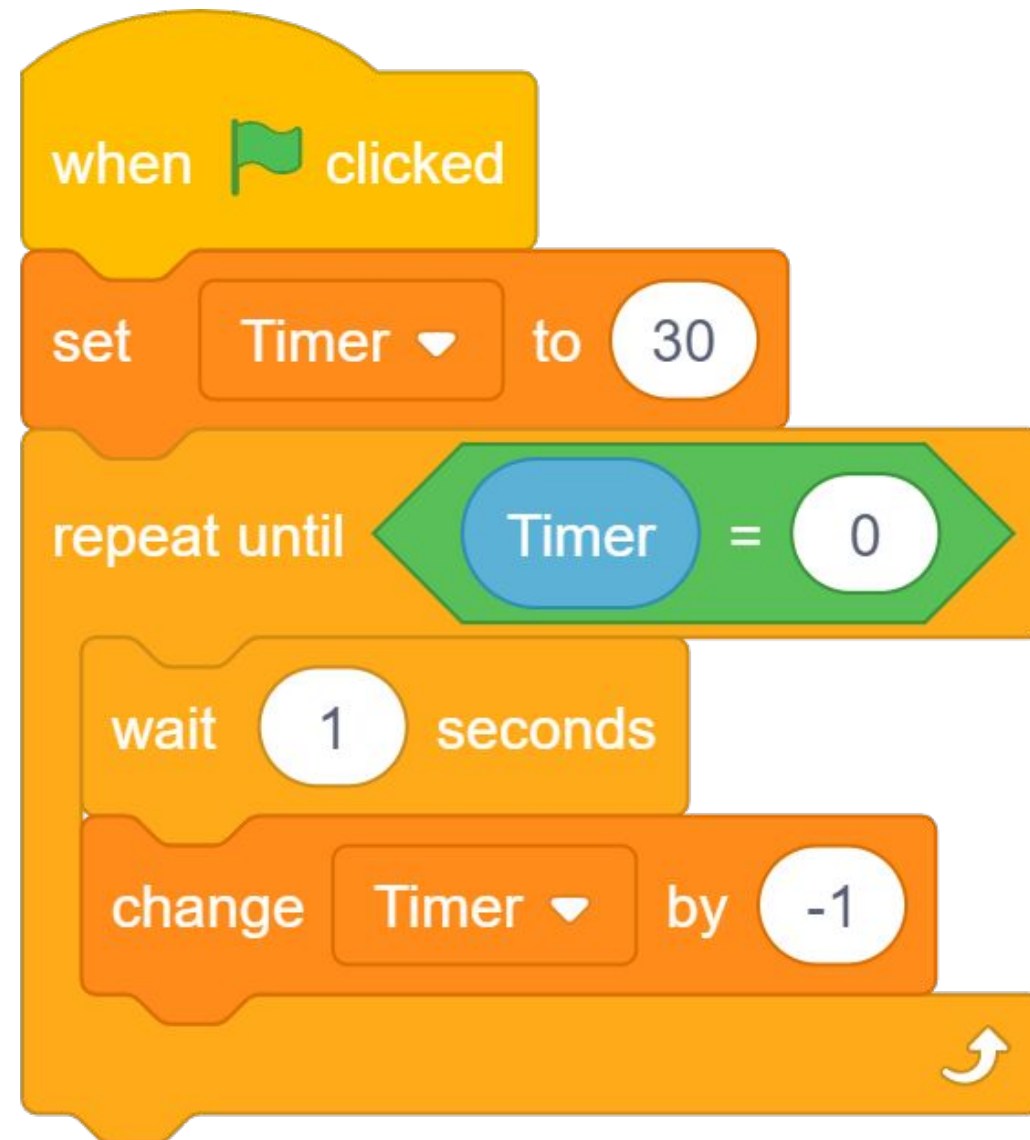 when clicked
set Timer to 30
repeat until Timer = 0
wait 1 seconds
change Timer by -1